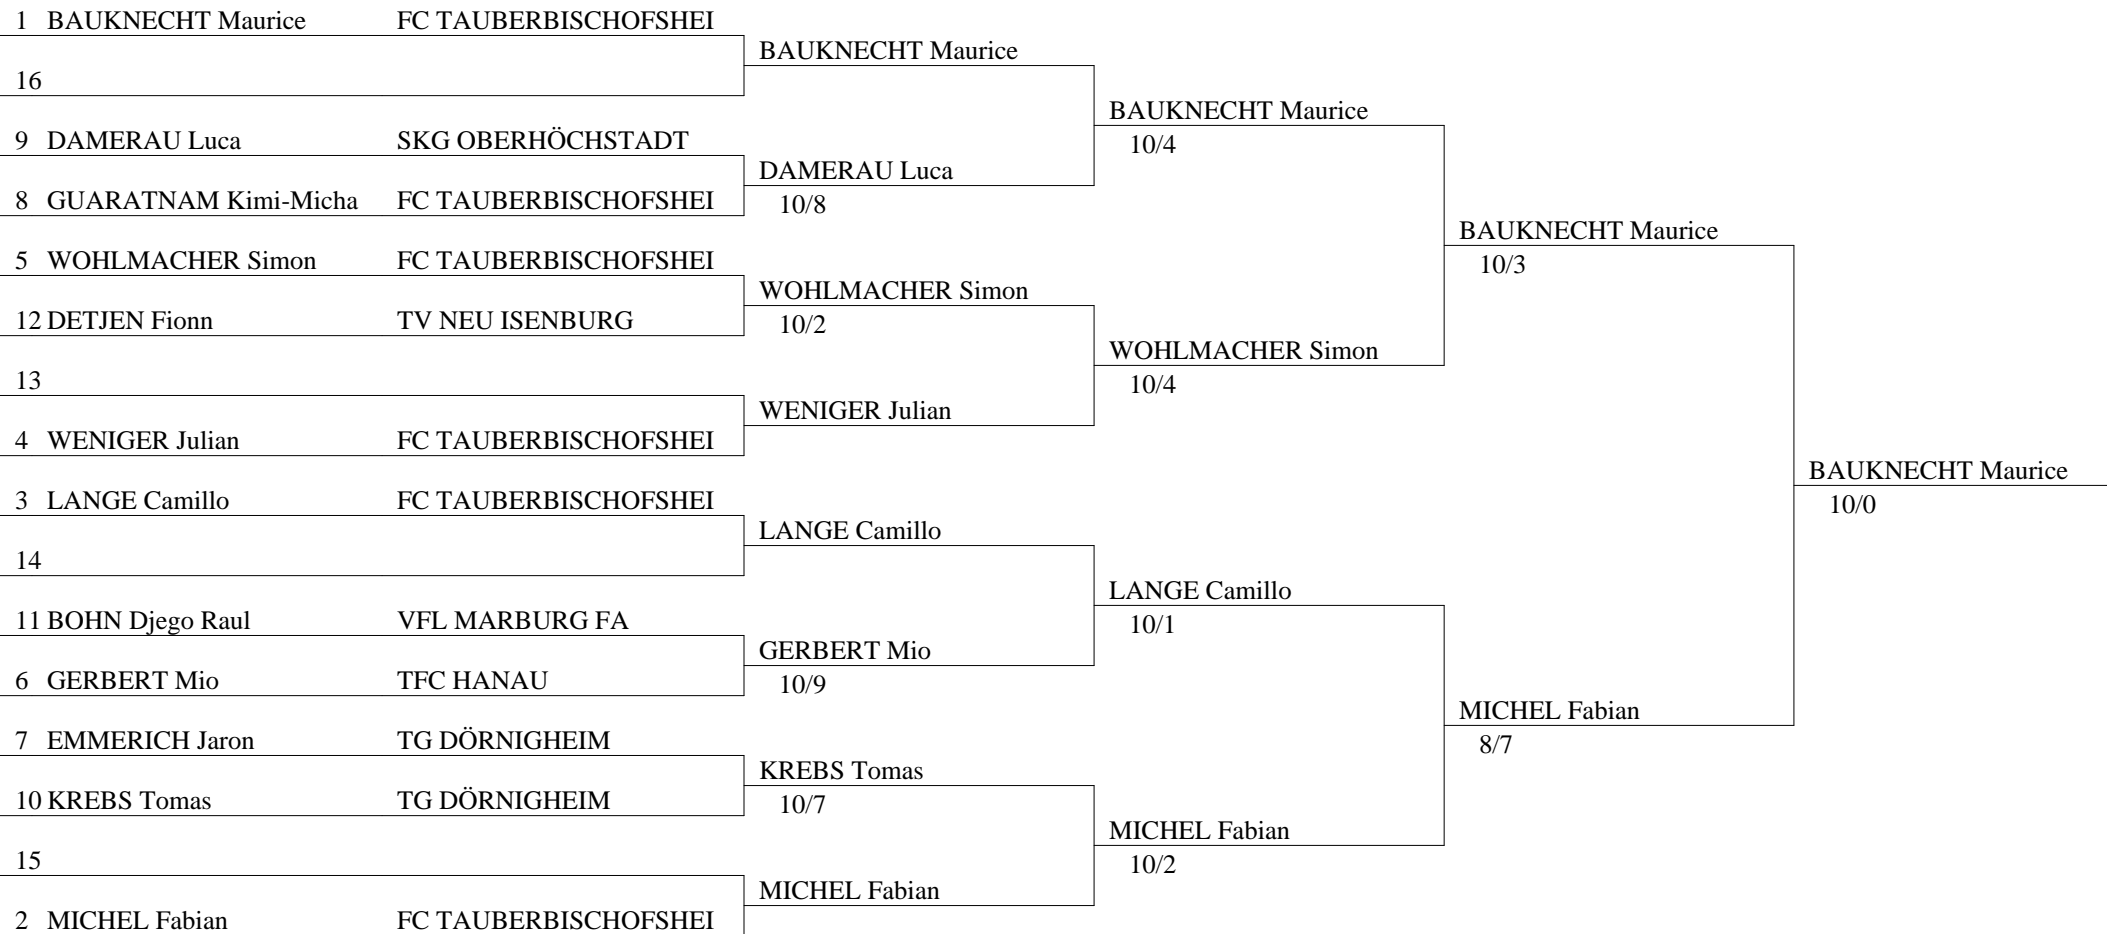 1 BAUKNECHT Maurice FC TAUBERBISCHOFSHEI
BAUKNECHT Maurice
16
BAUKNECHT Maurice
9 DAMERAU Luca SKG OBERHÖCHSTADT
10/4
DAMERAU Luca
8 GUARATNAM Kimi-Micha FC TAUBERBISCHOFSHEI
10/8
BAUKNECHT Maurice
5 WOHLMACHER Simon FC TAUBERBISCHOFSHEI
10/3
WOHLMACHER Simon
12 DETJEN Fionn TV NEU ISENBURG
10/2
WOHLMACHER Simon
13
10/4
WENIGER Julian
4 WENIGER Julian FC TAUBERBISCHOFSHEI
BAUKNECHT Maurice
3 LANGE Camillo FC TAUBERBISCHOFSHEI
10/0
LANGE Camillo
14
LANGE Camillo
11 BOHN Djego Raul VFL MARBURG FA
10/1
GERBERT Mio
6 GERBERT Mio TFC HANAU
10/9
MICHEL Fabian
7 EMMERICH Jaron TG DÖRNIGHEIM
8/7
KREBS Tomas
10 KREBS Tomas TG DÖRNIGHEIM
10/7
MICHEL Fabian
15
10/2
MICHEL Fabian
2 MICHEL Fabian FC TAUBERBISCHOFSHEI